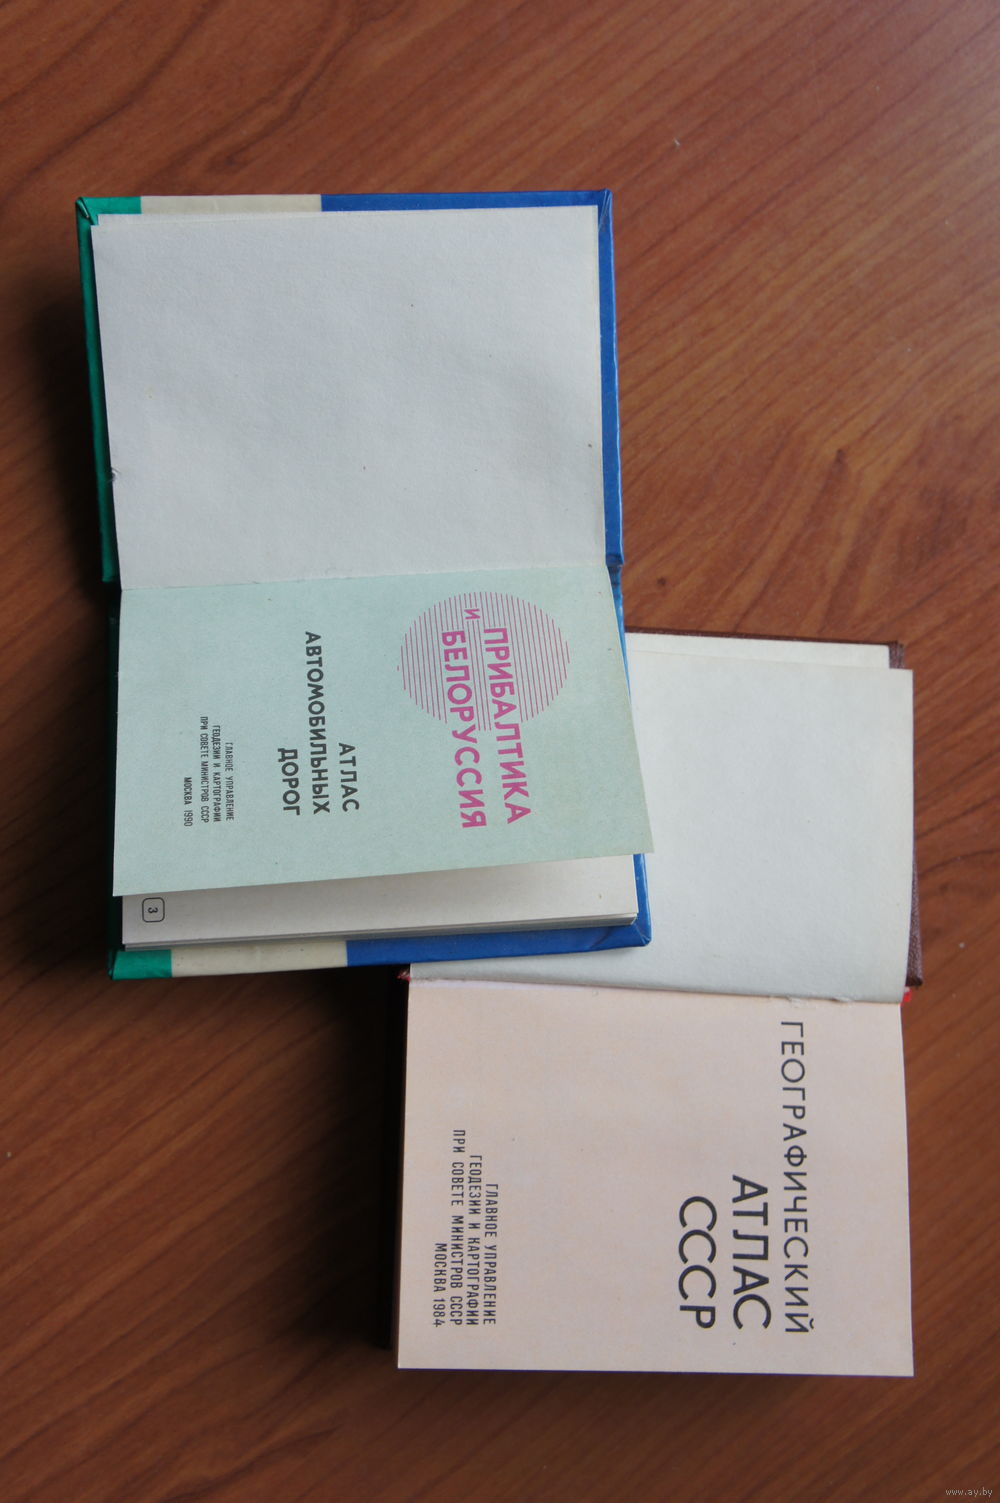 ПРИБАЛТИКА
И БЕЛОРУССИЯ
АТЛАС
АВТОМОБИЛЬНЫХ
ДОРОГ
ГЛАВНОЕ УПРАВЛЕНИЕ
ГЕОДЕЗИИ И КАРТОГРАФИИ
ПРИ СОВЕТЕ МИНИСТРОВ СССР
МОСКВА 1990
3
ГЕОГРАФИЧЕСКИЙ
АТЛАС
СССР
ГЛАВНОЕ УПРАВЛЕНИЕ
ГЕОДЕЗИИ И КАРТОГРАФИИ
ПРИ СОВЕТЕ МИНИСТРОВ СССР
МОСКВА 1984
www.ay.by